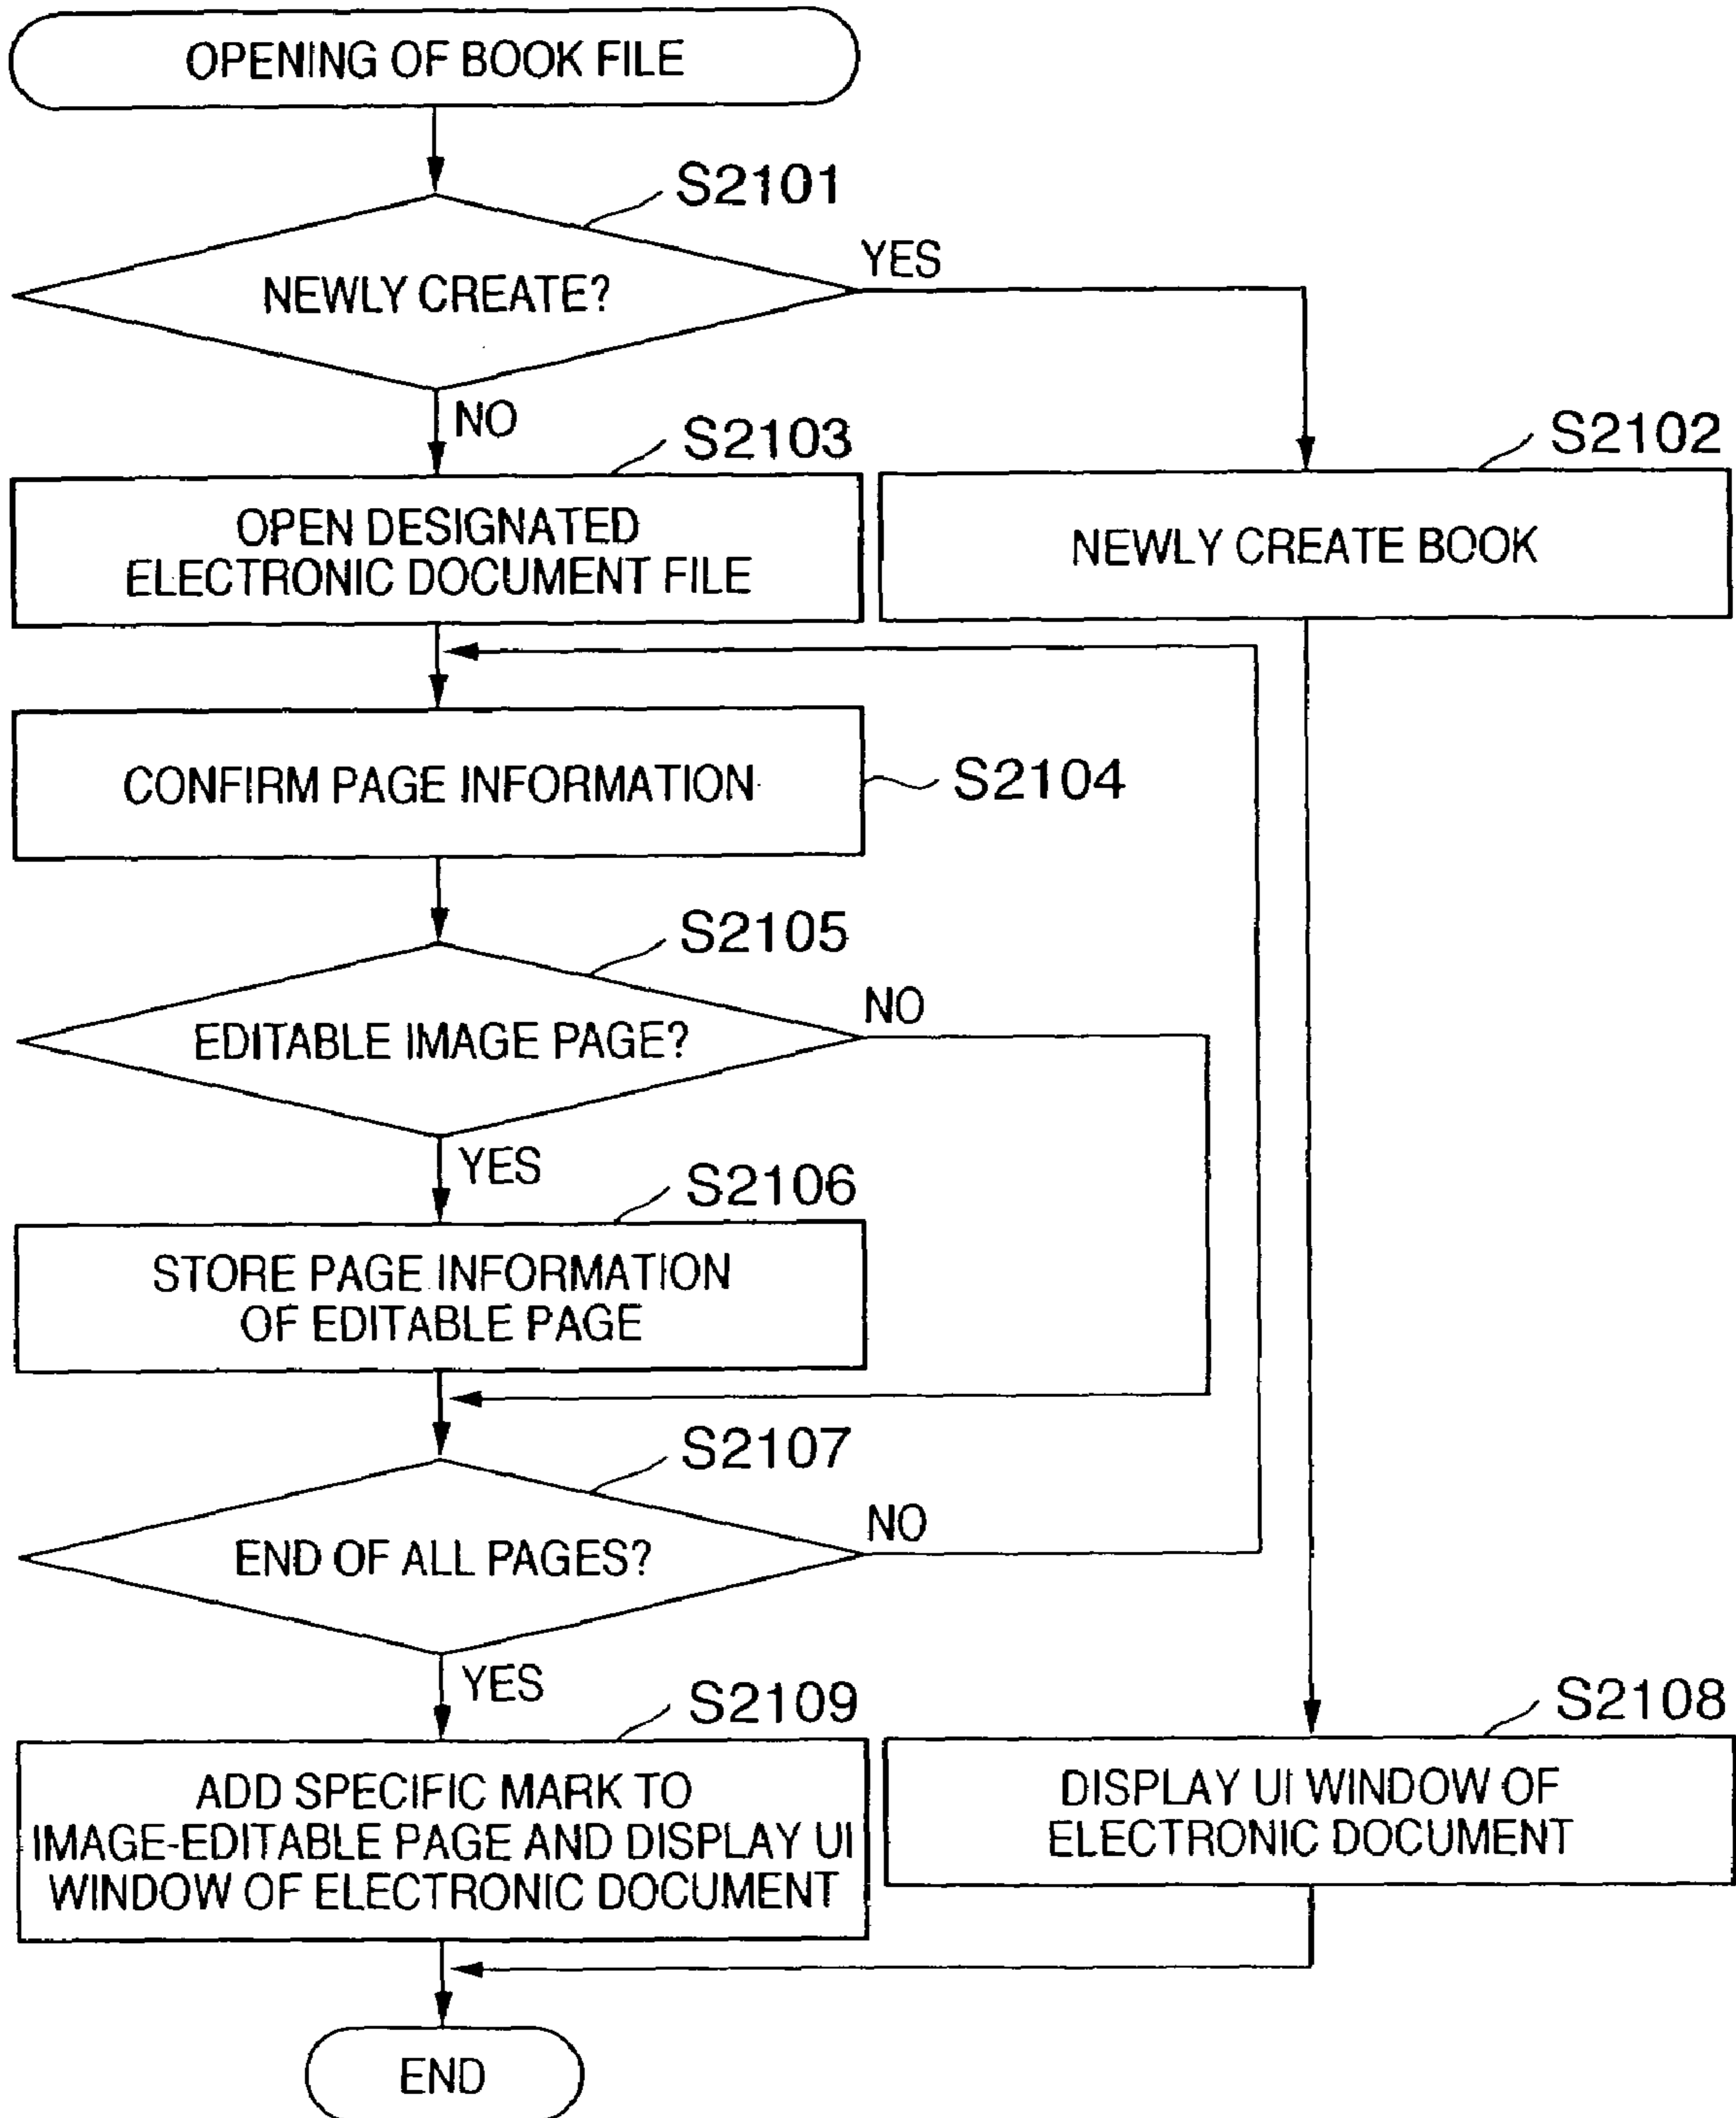 OPENING OF BOOK FILE
S2101
NEWLY CREATE?
YES
NO
S2103
S2102
OPEN DESIGNATED
ELECTRONIC DOCUMENT FILE
NEWLY CREATE BOOK
CONFIRM PAGE INFORMATION
S2104
S2105
EDITABLE IMAGE PAGE?
NO
YES
S2106
STORE PAGE INFORMATION
OF EDITABLE PAGE
S2107
END OF ALL PAGES?
NO
YES
S2109
S2108
ADD SPECIFIC MARK TO
IMAGE-EDITABLE PAGE AND DISPLAY UI
WINDOW OF ELECTRONIC DOCUMENT
DISPLAY UI WINDOW OF
ELECTRONIC DOCUMENT
END